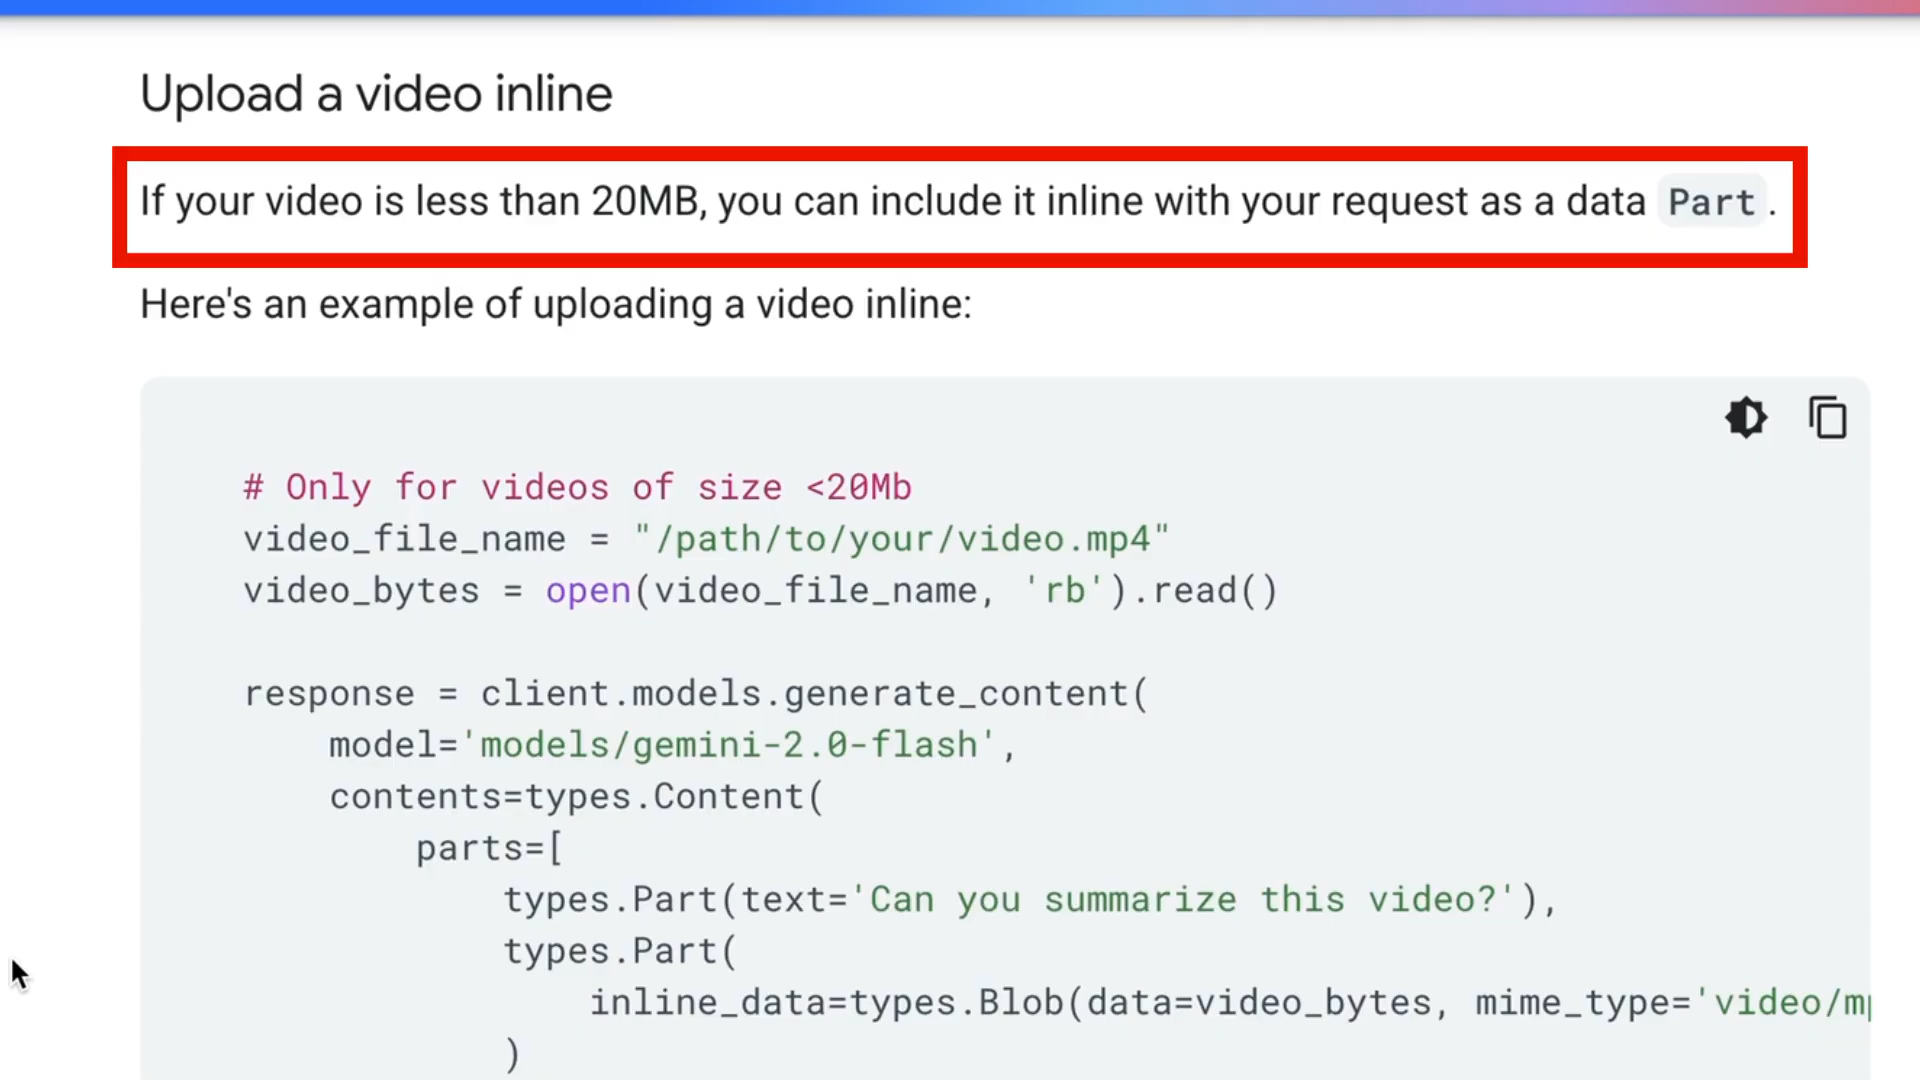 Upload a video inline
If your video is less than 20MB, you can include it inline with your request as a data Part.
Here's an example of uploading a video inline:
# Only for videos of size <20Mb
video_file_name = "/path/to/your/video.mp4"
video_bytes = open(video_file_name, 'rb').read()
response = client.models.generate_content(
model='models/gemini-2.0-flash',
contents=types.Content(
parts=[
types.Part(text='Can you summarize this video?'),
types.Part(
inline_data=types.Blob(data=video_bytes, mime_type='video/m
)